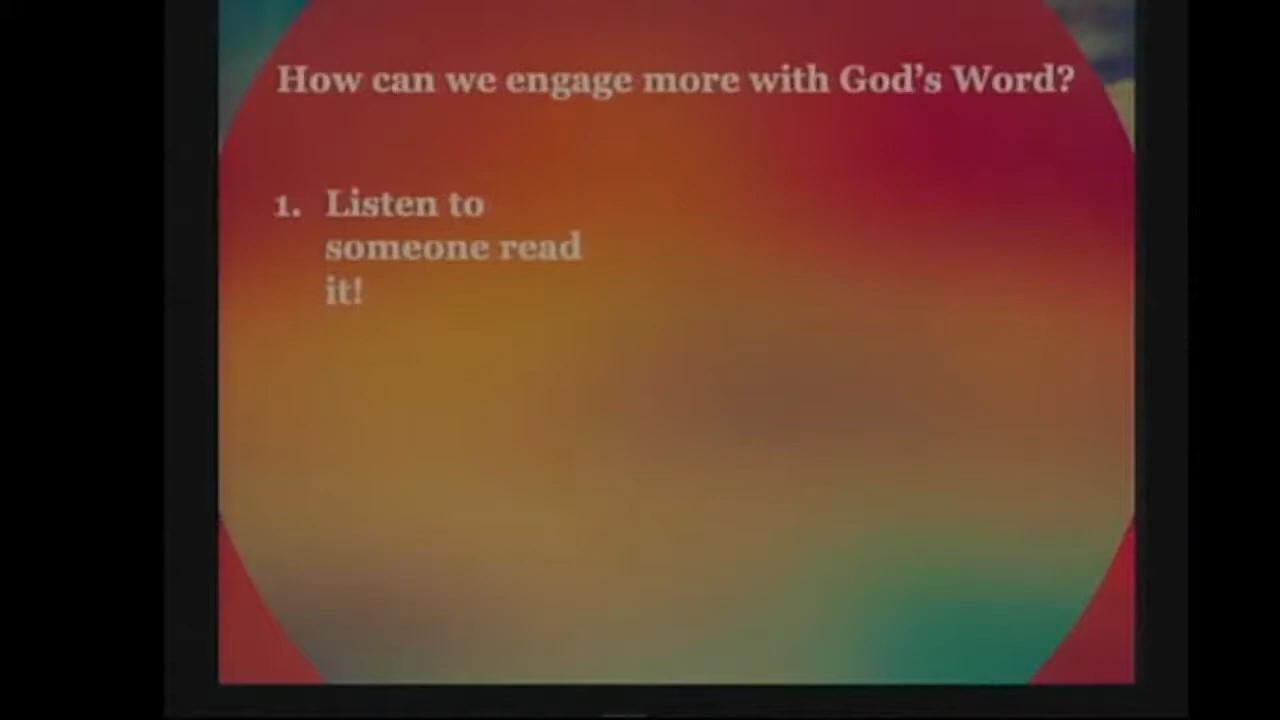 How can we engage more with God's Word?
1. Listen to
someone read
it!